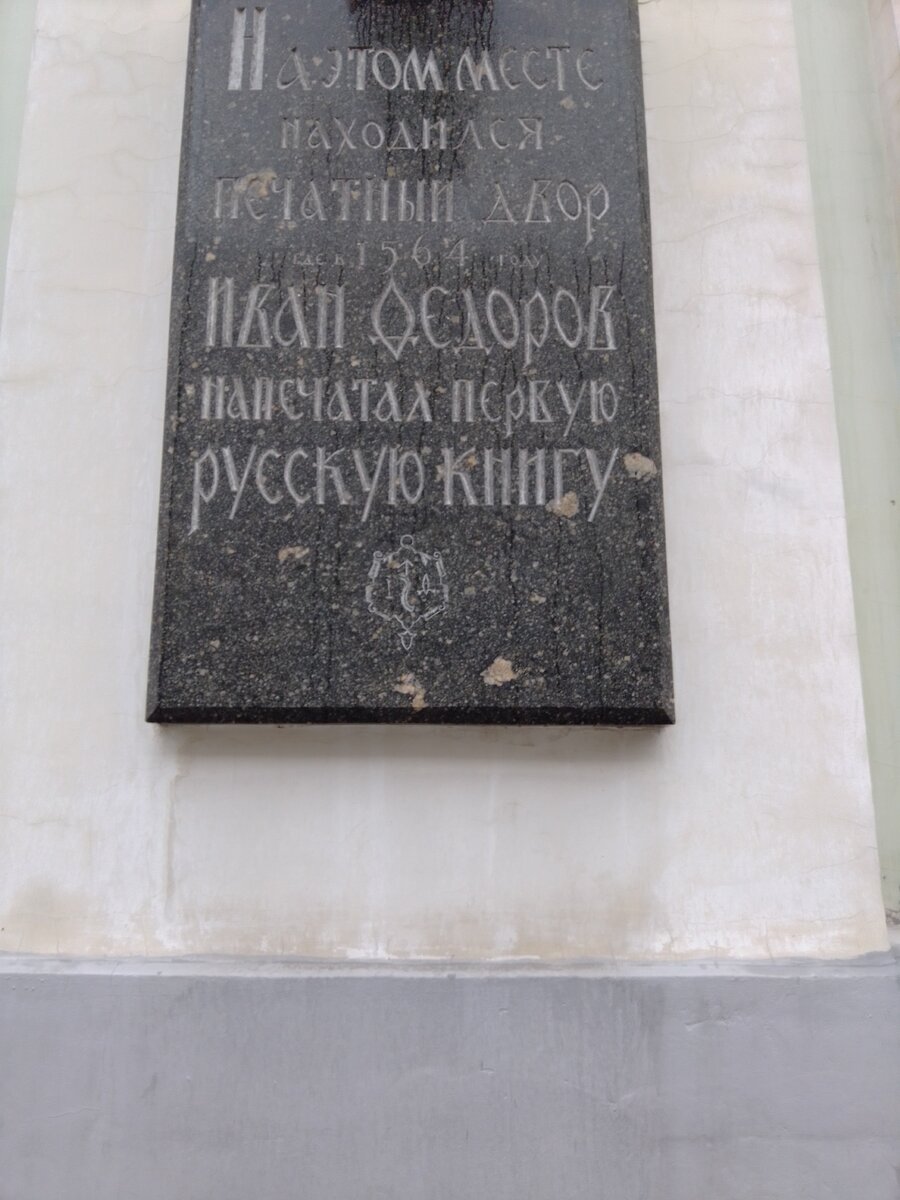 На этом месте
находился
печатный двор
где в 1564 году
Иван Федоров
напечатал первую
русскую книгу